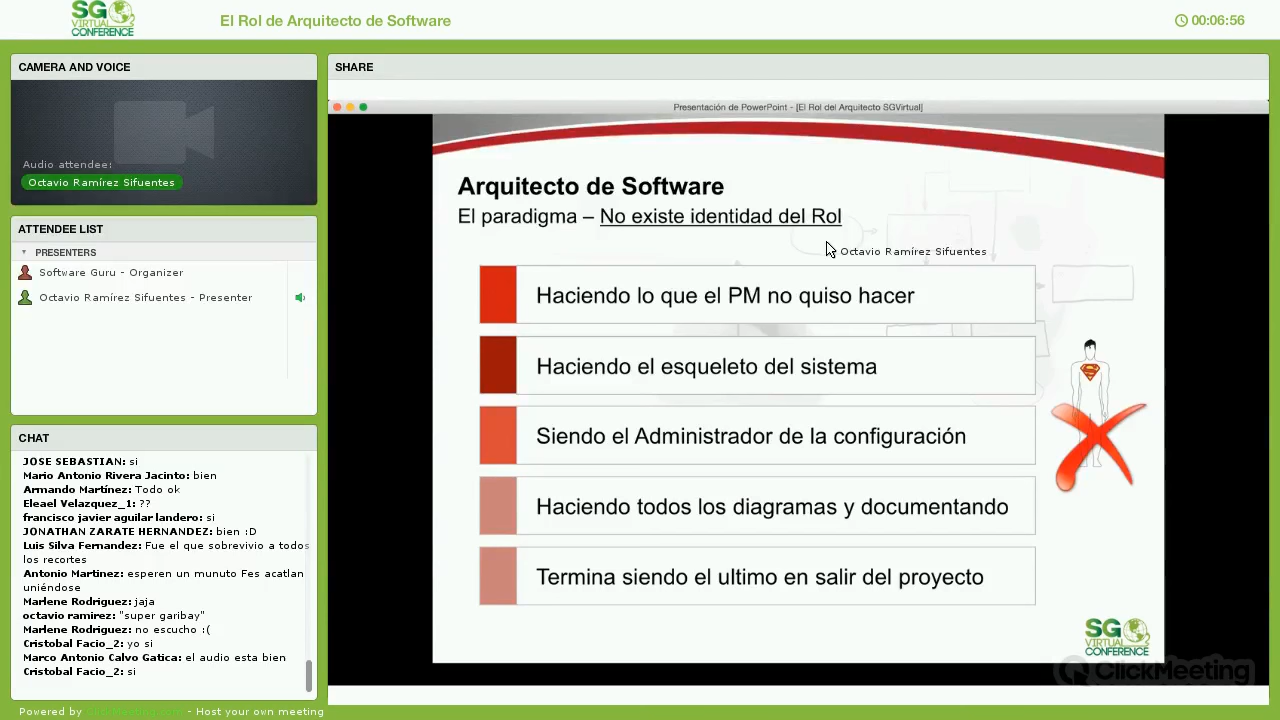 SG
VIRTUAL
CONFERENCE
El Rol de Arquitecto de Software
00:06:56
CAMERA AND VOICE
Audio attendee:
Octavio Ramírez Sifuentes
ATTENDEE LIST
PRESENTERS
Software Guru - Organizer
Octavio Ramírez Sifuentes - Presenter
CHAT
JOSE SEBASTIAN: si
Mario Antonio Rivera Jacinto: bien
Armando Martínez: Todo ok
Eleael Velazquez_1: ??
francisco javier aguilar landero: si
JONATHAN ZARATE HERNANDEZ: bien :D
Luis Silva Fernandez: Fue el que sobrevivio a todos
los recortes
Antonio Martinez: esperen un munuto Fes acatlan
uniéndose
Marlene Rodriguez: jaja
octavio ramirez: "super garibay"
Marlene Rodriguez: no escucho :(
Cristobal Facio_2: yo si
Marco Antonio Calvo Gatica: el audio esta bien
Cristobal Facio_2: si
Powered by ClickMeeting.com - Host your own meeting
SHARE
Presentación de PowerPoint - [El Rol del Arquitecto SGVirtual]
Arquitecto de Software
El paradigma – No existe identidad del Rol
Octavio Ramírez Sifuentes
Haciendo lo que el PM no quiso hacer
Haciendo el esqueleto del sistema
Siendo el Administrador de la configuración
Haciendo todos los diagramas y documentando
Termina siendo el ultimo en salir del proyecto
SG
VIRTUAL
CONFERENCE
ClickMeeting